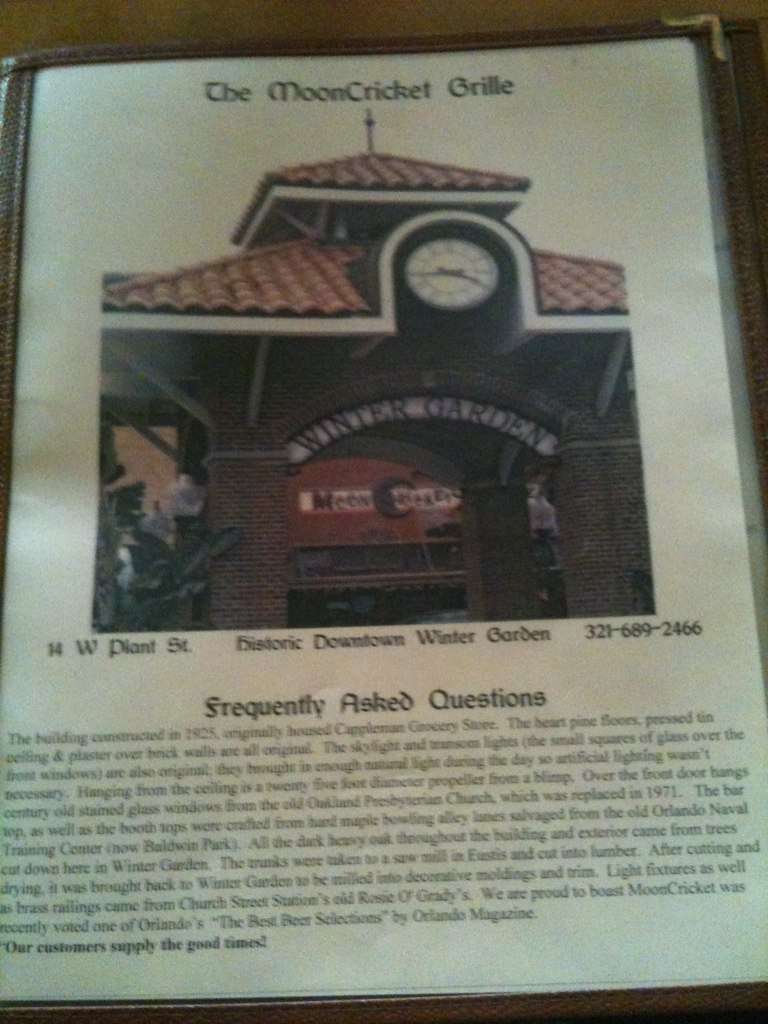 The MoonCricket Grille
WINTER GARDEN
MOON CRICKET
14 W Plant St. Historic Downtown Winter Garden 321-689-2466
Frequently Asked Questions
The building constructed in 1925, originally housed Cappleman Grocery Store. The heart pine floors, pressed tin
ceiling & plaster over brick walls are all original. The skylight and transom lights (the small squares of glass over the
front windows) are also original; they brought in enough natural light during the day so artificial lighting wasn't
necessary. Hanging from the ceiling is a twenty five foot diameter propeller from a blimp. Over the front door hangs
century old stained glass windows from the old Oakland Presbyterian Church, which was replaced in 1971. The bar
top, as well as the booth tops were crafted from hard maple bowling alley lanes salvaged from the old Orlando Naval
Training Center (now Baldwin Park). All the dark heavy oak throughout the building and exterior came from trees
cut down here in Winter Garden. The trunks were taken to a saw mill in Eustis and cut into lumber. After cutting and
drying, it was brought back to Winter Garden to be milled into decorative moldings and trim. Light fixtures as well
as brass railings came from Church Street Station's old Rosie O' Grady's. We are proud to boast MoonCricket was
recently voted one of Orlando's "The Best Beer Selections" by Orlando Magazine.
"Our customers supply the good times!